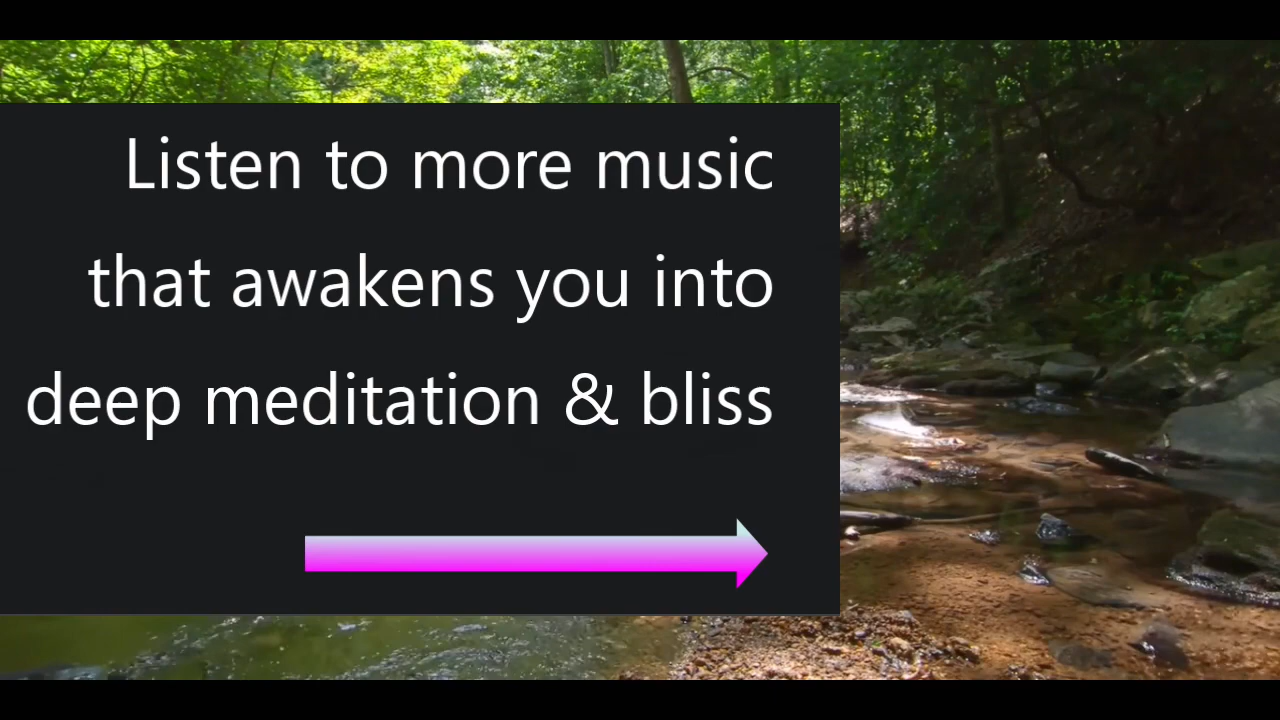 Listen to more music
that awakens you into
deep meditation & bliss